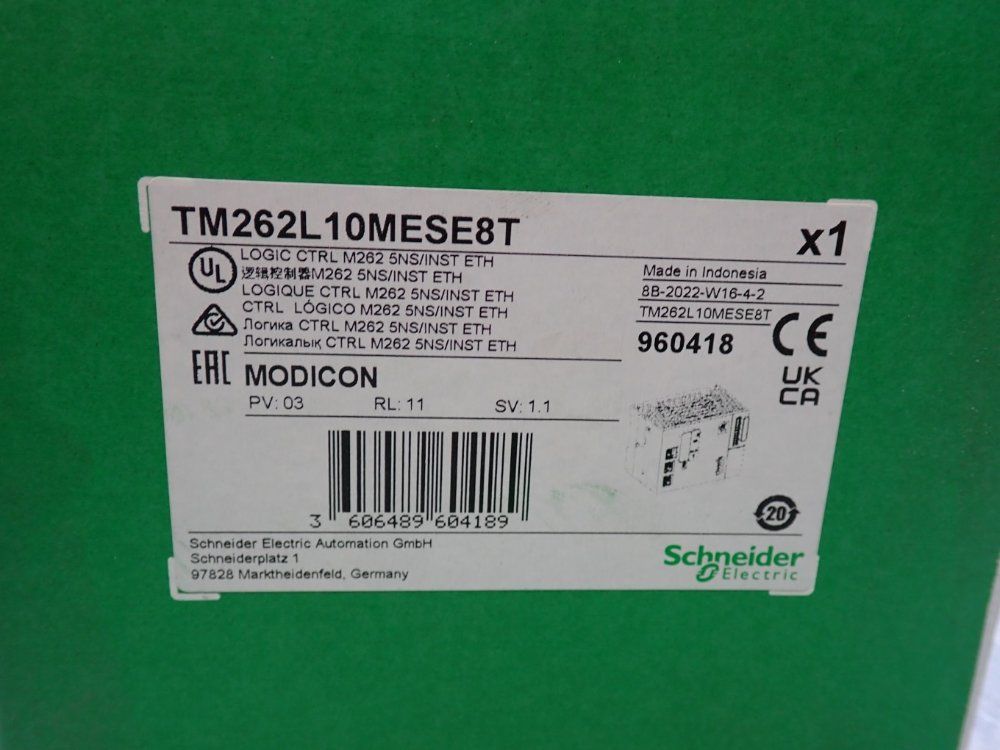 TM262L10MESE8T
x1
UL
LOGIC CTRL M262 5NS/INST ETH
逻辑控制器M262 5NS/INST ETH
LOGIQUE CTRL M262 5NS/INST ETH
CTRL LÓGICO M262 5NS/INST ETH
Логика CTRL M262 5NS/INST ETH
Логикалық CTRL M262 5NS/INST ETH
Made in Indonesia
8B-2022-W16-4-2
TM262L10MESE8T
960418
CE
UK
CA
EAC
MODICON
PV: 03 RL: 11 SV: 1.1
3 606489 604189
20
Schneider Electric Automation GmbH
Schneiderplatz 1
97828 Marktheidenfeld, Germany
Schneider
Electric